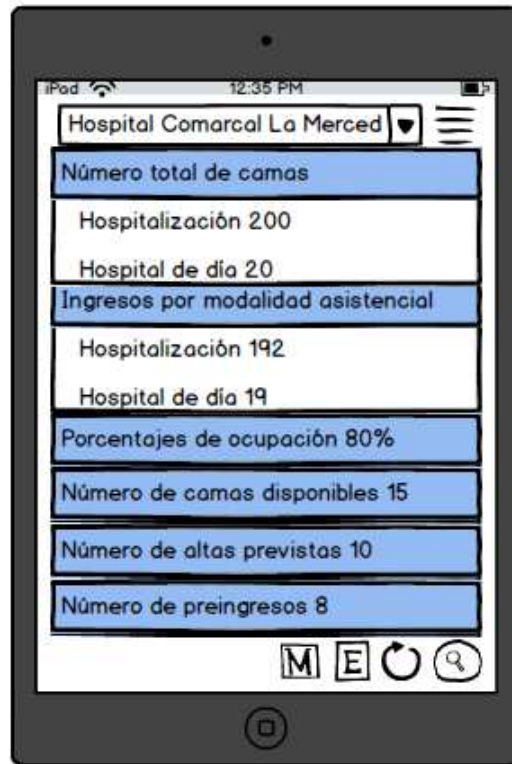 iPod 12:35 PM
Hospital Comarcal La Merced
Número total de camas
Hospitalización 200
Hospital de día 20
Ingresos por modalidad asistencial
Hospitalización 192
Hospital de día 19
Porcentajes de ocupación 80%
Número de camas disponibles 15
Número de altas previstas 10
Número de preingresos 8
M E